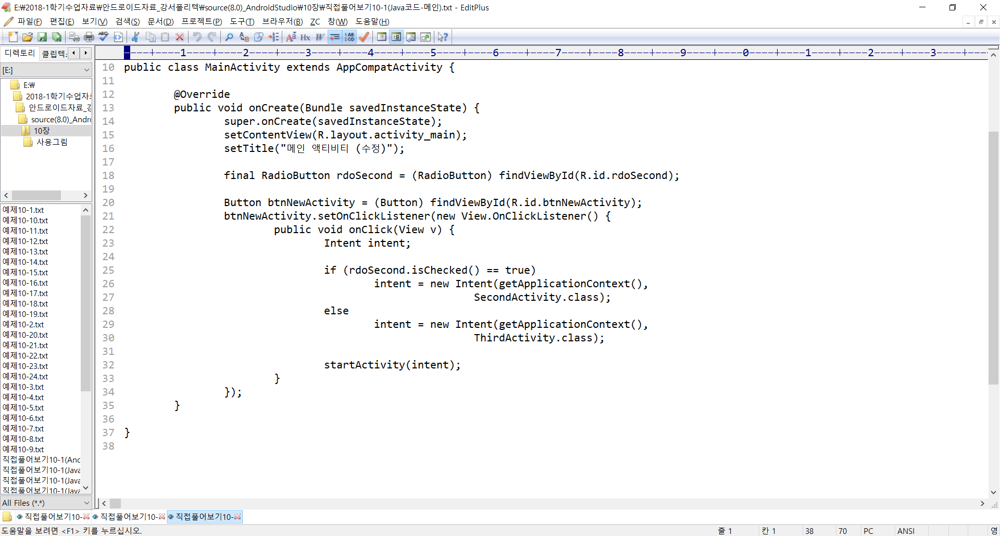 E:￦2018-1학기수업자료￦안드로이드자료_강서폴리텍￦source(8.0)_AndroidStudio￦10장￦직접풀어보기10-1(Java코드-메인).txt - EditPlus
파일(F) 편집(E) 보기(V) 검색(S) 문서(D) 프로젝트(P) 도구(T) 브라우저(B) ZC 창(W) 도움말(H)
디렉토리 클립텍
[E:]
E:￦
2018-1학기수업자료
안드로이드자료_강
source(8.0)_Andro
10장
사용그림
예제10-1.txt
예제10-10.txt
예제10-11.txt
예제10-12.txt
예제10-13.txt
예제10-14.txt
예제10-15.txt
예제10-16.txt
예제10-17.txt
예제10-18.txt
예제10-19.txt
예제10-2.txt
예제10-20.txt
예제10-21.txt
예제10-22.txt
예제10-23.txt
예제10-24.txt
예제10-3.txt
예제10-4.txt
예제10-5.txt
예제10-6.txt
예제10-7.txt
예제10-8.txt
예제10-9.txt
직접풀어보기10-1(Anc
직접풀어보기10-1(Java
직접풀어보기10-1(Java
직접풀어보기10-1(Java
All Files (*.*)
----+----1----+----2----+----3----+----4----+----5----+----6----+----7----+----8----+----9----+----0----+----1----+----2----+----3----+----
10 public class MainActivity extends AppCompatActivity {
11
12 @Override
13 public void onCreate(Bundle savedInstanceState) {
14 super.onCreate(savedInstanceState);
15 setContentView(R.layout.activity_main);
16 setTitle("메인 액티비티 (수정)");
17
18 final RadioButton rdoSecond = (RadioButton) findViewById(R.id.rdoSecond);
19
20 Button btnNewActivity = (Button) findViewById(R.id.btnNewActivity);
21 btnNewActivity.setOnClickListener(new View.OnClickListener() {
22 public void onClick(View v) {
23 Intent intent;
24
25 if (rdoSecond.isChecked() == true)
26 intent = new Intent(getApplicationContext(),
27 SecondActivity.class);
28 else
29 intent = new Intent(getApplicationContext(),
30 ThirdActivity.class);
31
32 startActivity(intent);
33 }
34 });
35 }
36
37 }
38
직접풀어보기10- 직접풀어보기10- 직접풀어보기10-
도움말을 보려면 <F1> 키를 누르십시오. 줄 1 칸 1 38 70 PC ANSI 영